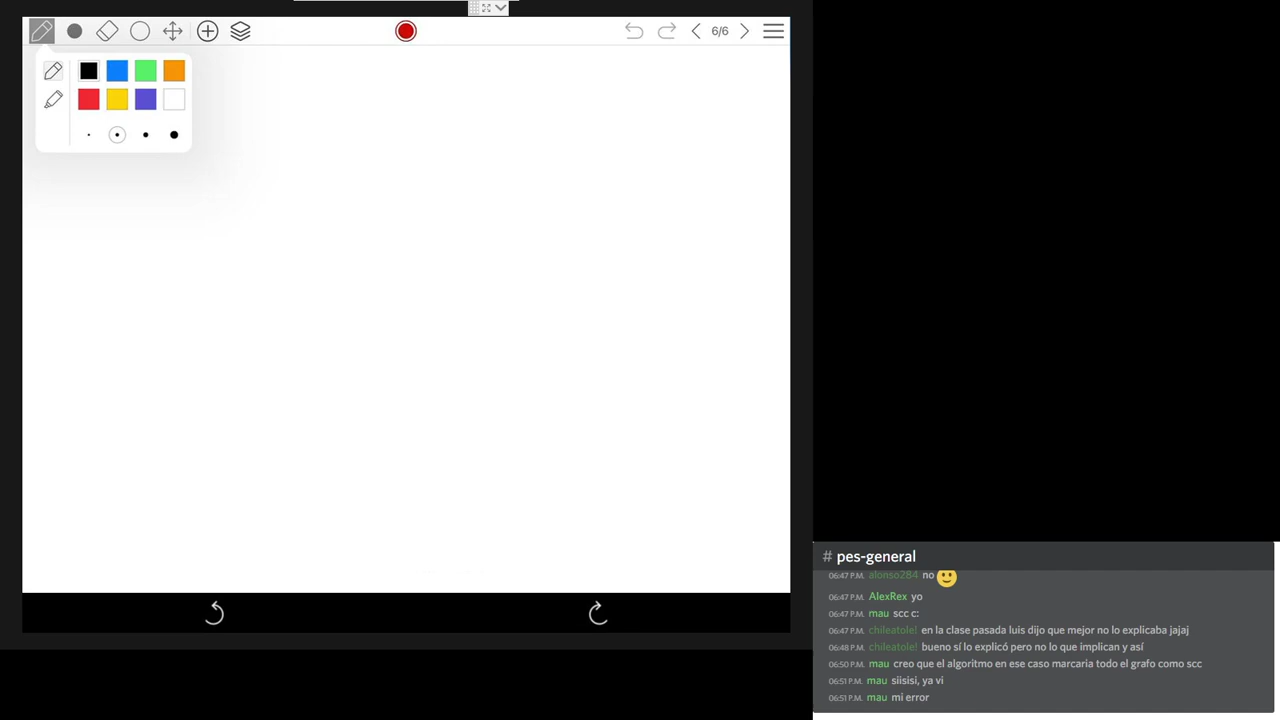 6/6
# pes-general
06:47 P.M. alonso284 no
06:47 P.M. AlexRex yo
06:47 P.M. mau scc c:
06:47 P.M. chileatole! en la clase pasada luis dijo que mejor no lo explicaba jajaj
06:48 P.M. chileatole! bueno sí lo explicó pero no lo que implican y así
06:50 P.M. mau creo que el algoritmo en ese caso marcaria todo el grafo como scc
06:51 P.M. mau siisisi, ya vi
06:51 P.M. mau mi error